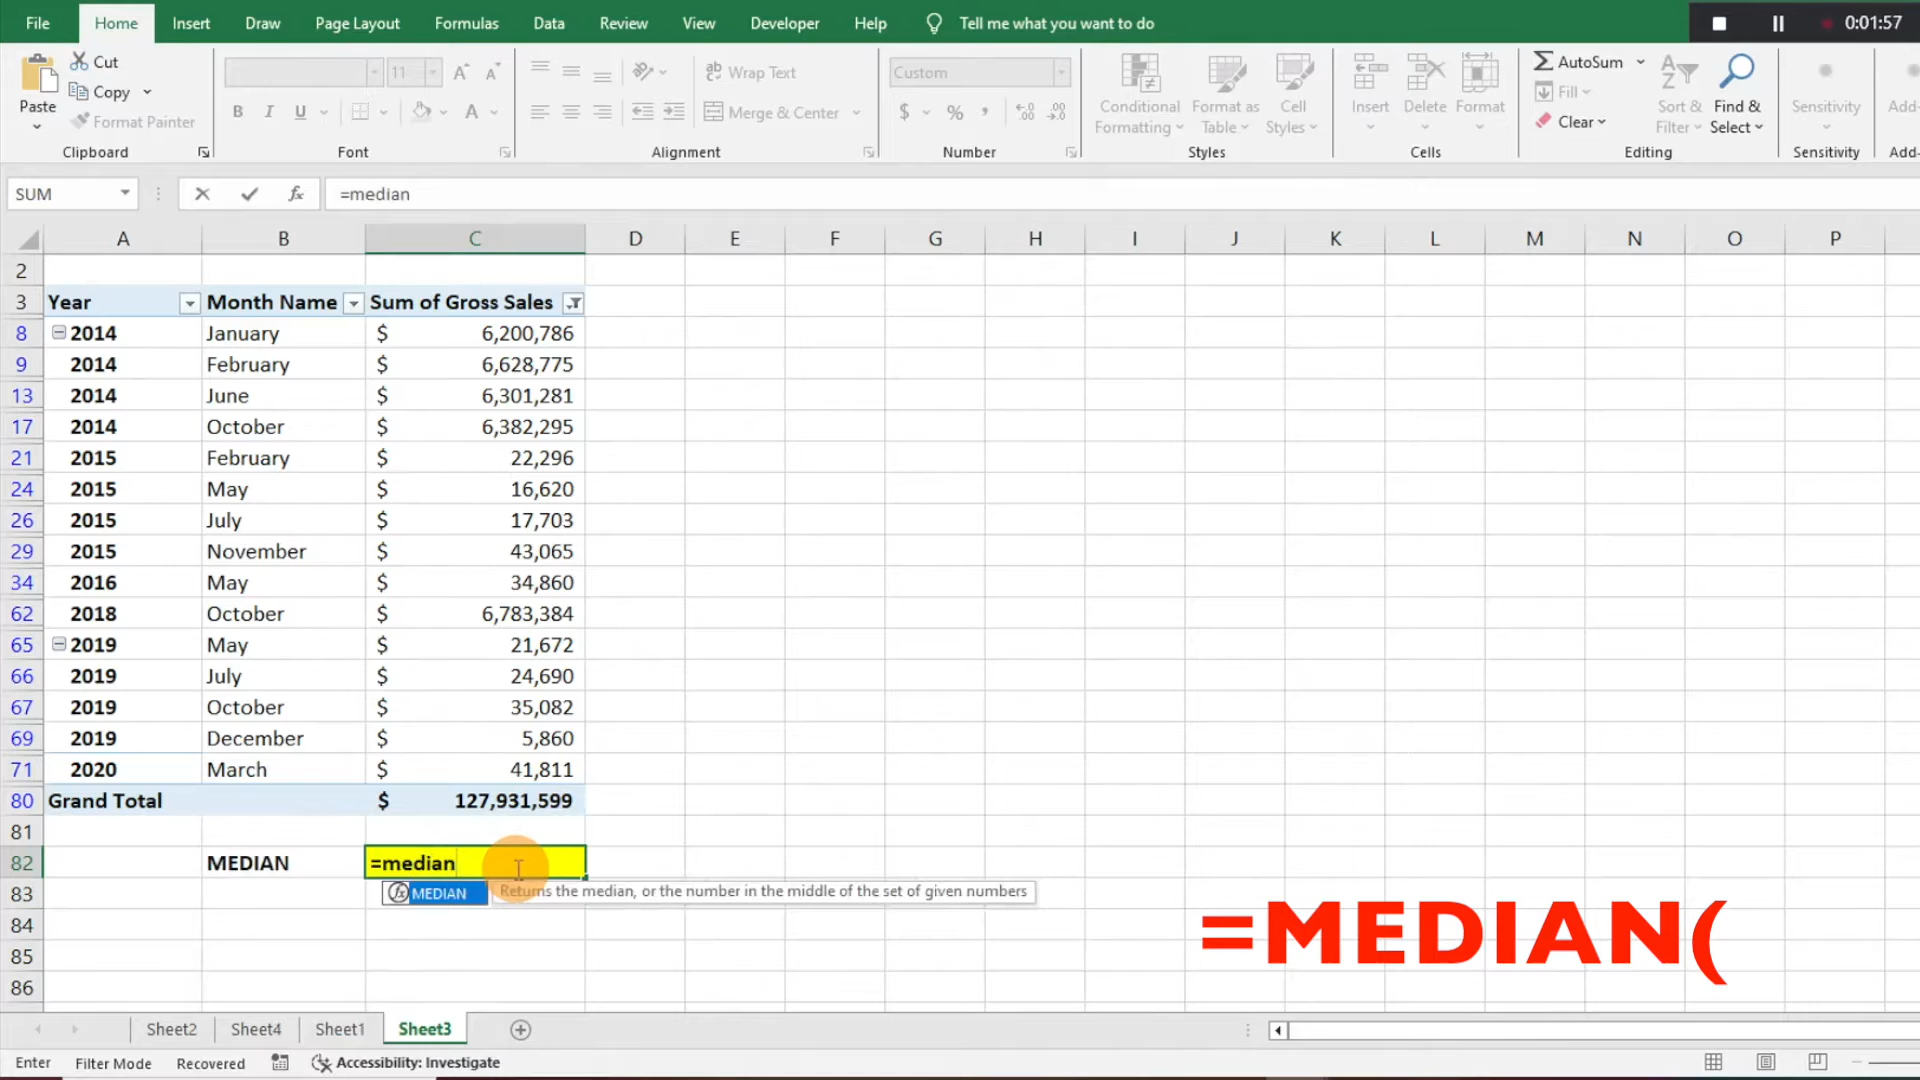 File Home Insert Draw Page Layout Formulas Data Review View Developer Help Tell me what you want to do 0:01:57
Cut 11 Wrap Text Custom AutoSum
Paste Copy Conditional Format as Cell Insert Delete Format Fill Sort & Find & Sensitivity Add-
Format Painter B I U A Merge & Center $ % , Formatting Table Styles Clear Filter Select
Clipboard Font Alignment Number Styles Cells Editing Sensitivity Add-
SUM fx =median
A B C D E F G H I J K L M N O P
2
3 Year Month Name Sum of Gross Sales
8 2014 January $ 6,200,786
9 2014 February $ 6,628,775
13 2014 June $ 6,301,281
17 2014 October $ 6,382,295
21 2015 February $ 22,296
24 2015 May $ 16,620
26 2015 July $ 17,703
29 2015 November $ 43,065
34 2016 May $ 34,860
62 2018 October $ 6,783,384
65 2019 May $ 21,672
66 2019 July $ 24,690
67 2019 October $ 35,082
69 2019 December $ 5,860
71 2020 March $ 41,811
80 Grand Total $ 127,931,599
81
82 MEDIAN =median
83 fx MEDIAN Returns the median, or the number in the middle of the set of given numbers
84 =MEDIAN(
85
86
Sheet2 Sheet4 Sheet1 Sheet3
Enter Filter Mode Recovered Accessibility: Investigate